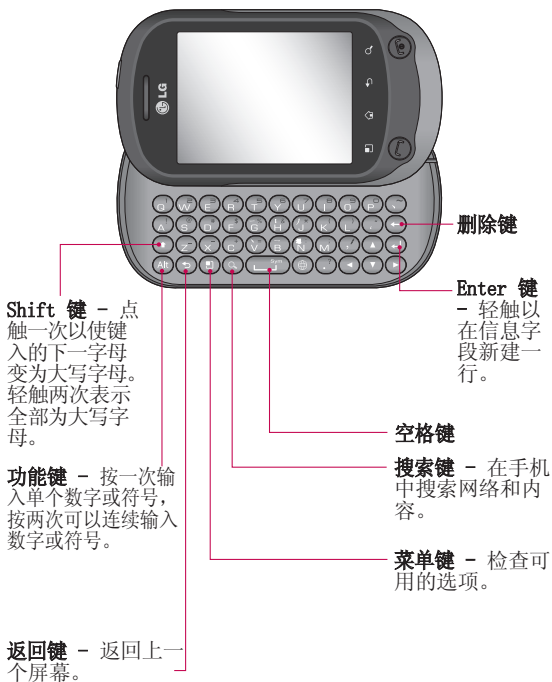 LG
Q W E R T Y U I O P
A S D F G H J K L
Z X C V B N M
Alt Sym
删除键
Enter 键
- 轻触以
在信息字
段新建一
行。
Shift 键 - 点
触一次以使键
入的下一字母
变为大写字母。
轻触两次表示
全部为大写字
母。
空格键
搜索键 - 在手机
中搜索网络和内
容。
功能键 - 按一次输
入单个数字或符号，
按两次可以连续输入
数字或符号。
菜单键 - 检查可
用的选项。
返回键 - 返回上一
个屏幕。